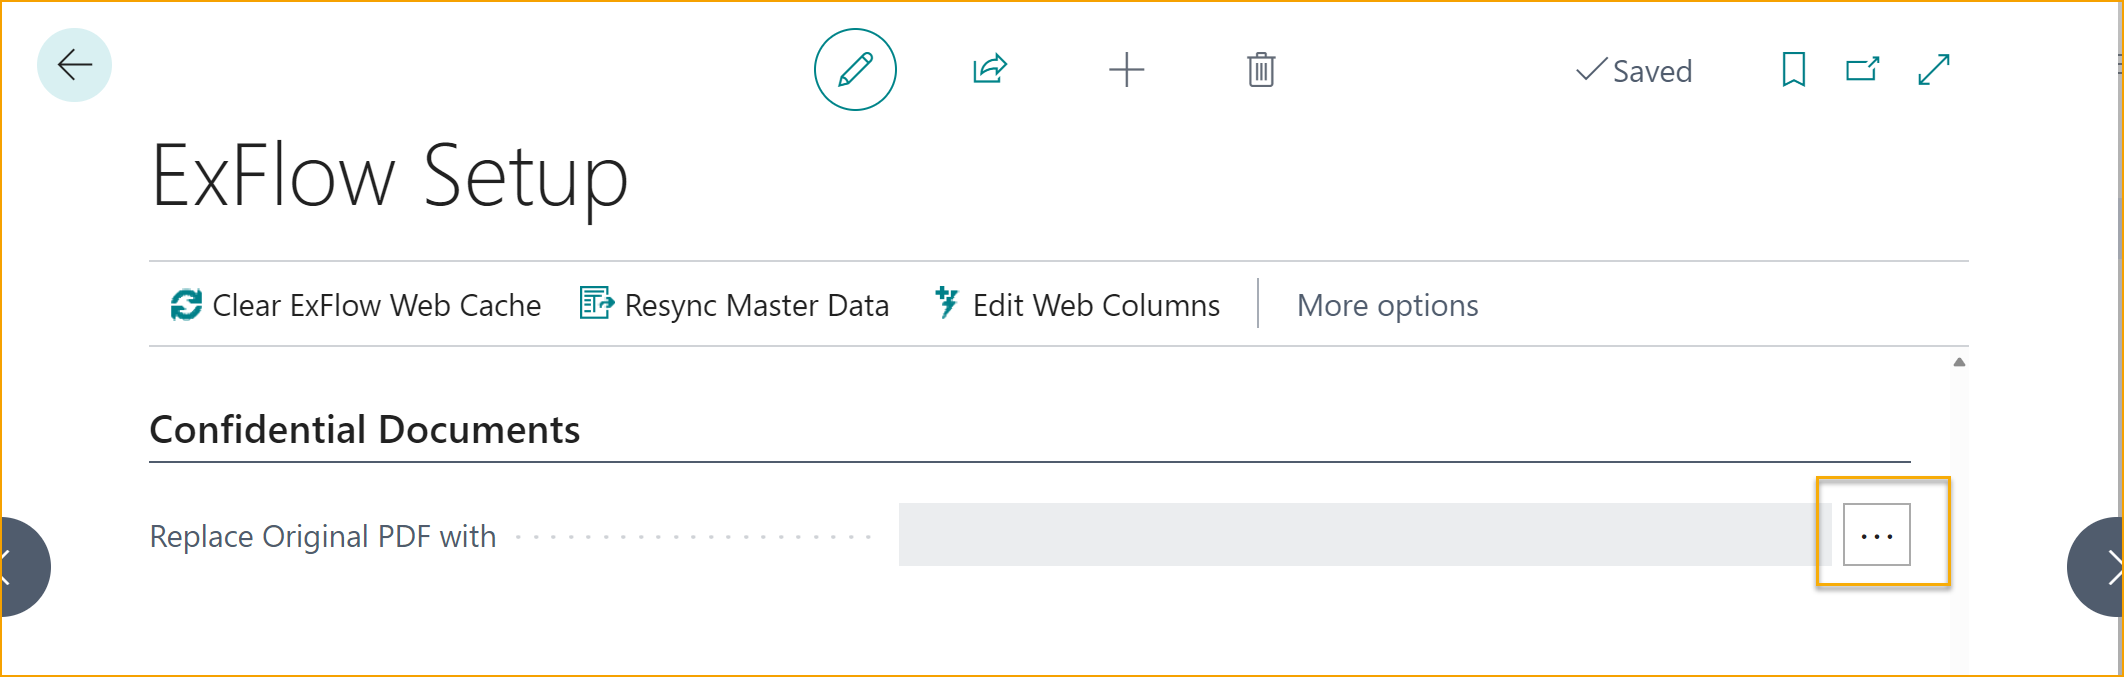 Saved
ExFlow Setup
Clear ExFlow Web Cache Resync Master Data Edit Web Columns More options
Confidential Documents
Replace Original PDF with